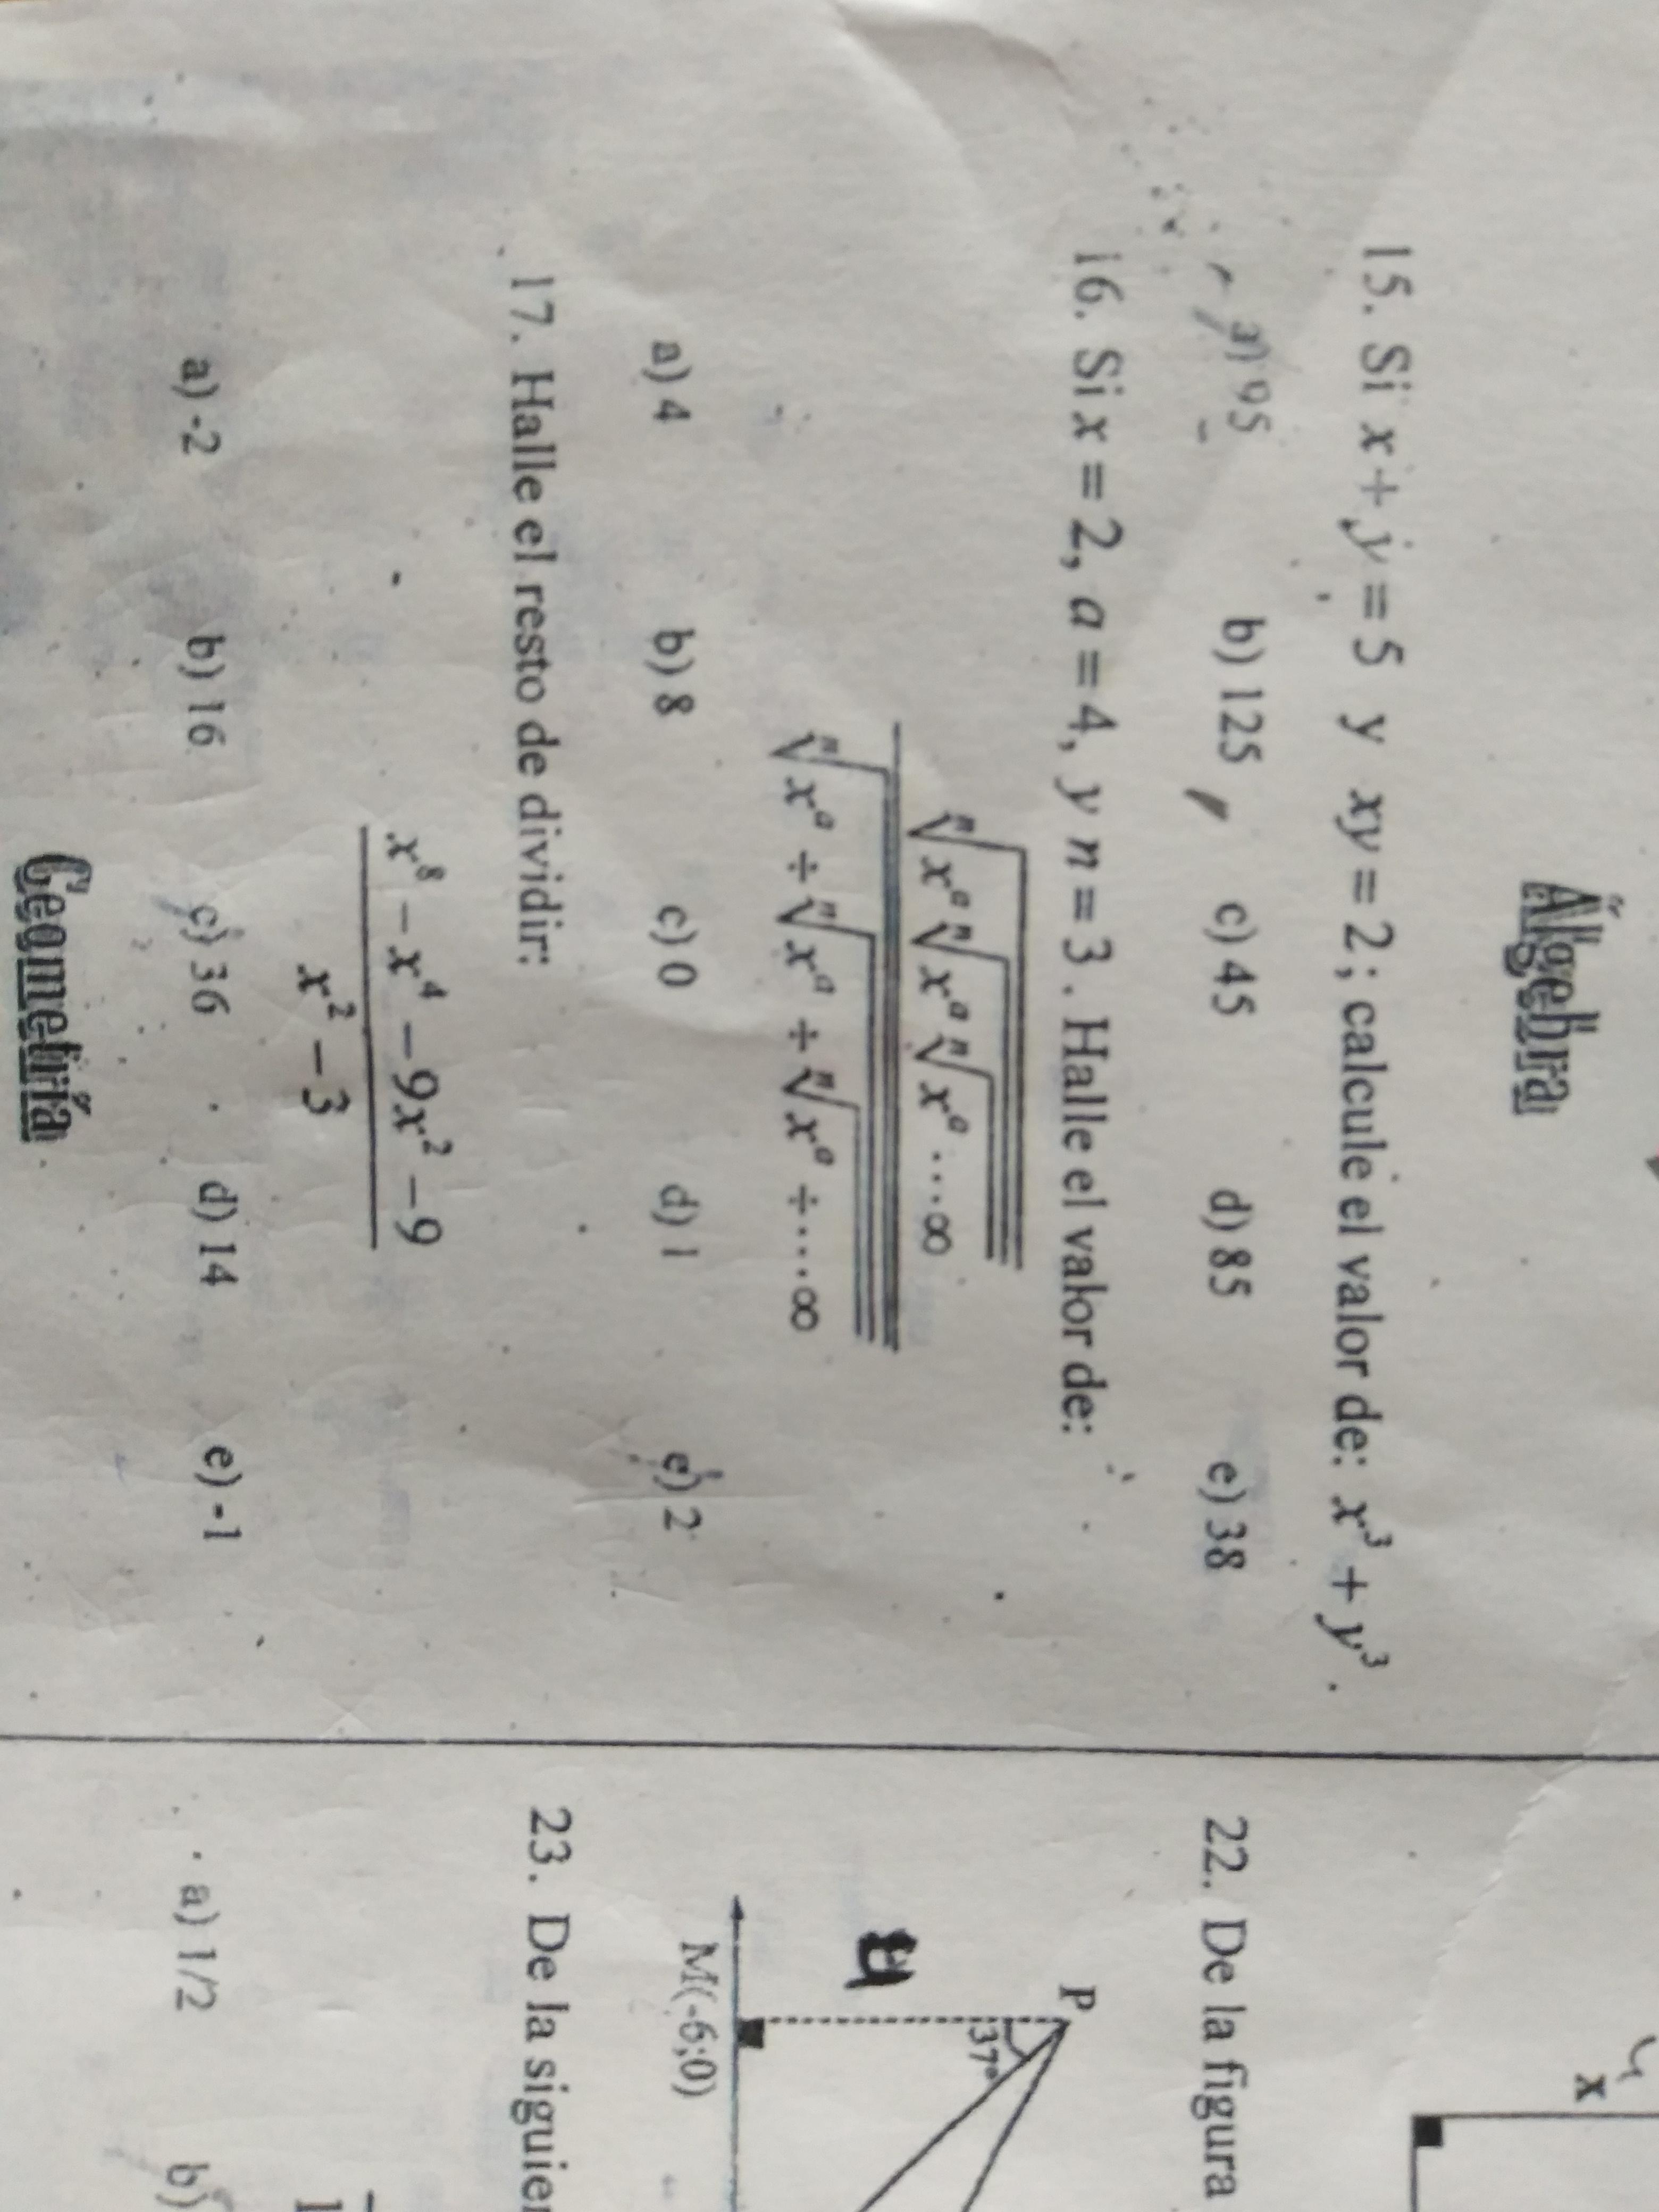 Álgebra
15. Si x + y = 5 y xy = 2; calcule el valor de: x³ + y³.
a) 95 b) 125 c) 45 d) 85 e) 38
16. Si x = 2, a = 4, y n = 3. Halle el valor de:
ⁿ√xᵃ ⁿ√xᵃ ⁿ√xᵃ ....∞
ⁿ√xᵃ ÷ ⁿ√xᵃ ÷ ⁿ√xᵃ ÷ ....∞
a) 4 b) 8 c) 0 d) 1 e) 2
17. Halle el resto de dividir:
x⁸ − x⁴ − 9x² − 9
x² − 3
a) -2 b) 16 c) 36 d) 14 e) -1
Geometría
x
22. De la figura
P
37°
M(-6;0)
23. De la siguien
1
a) 1/2 b)